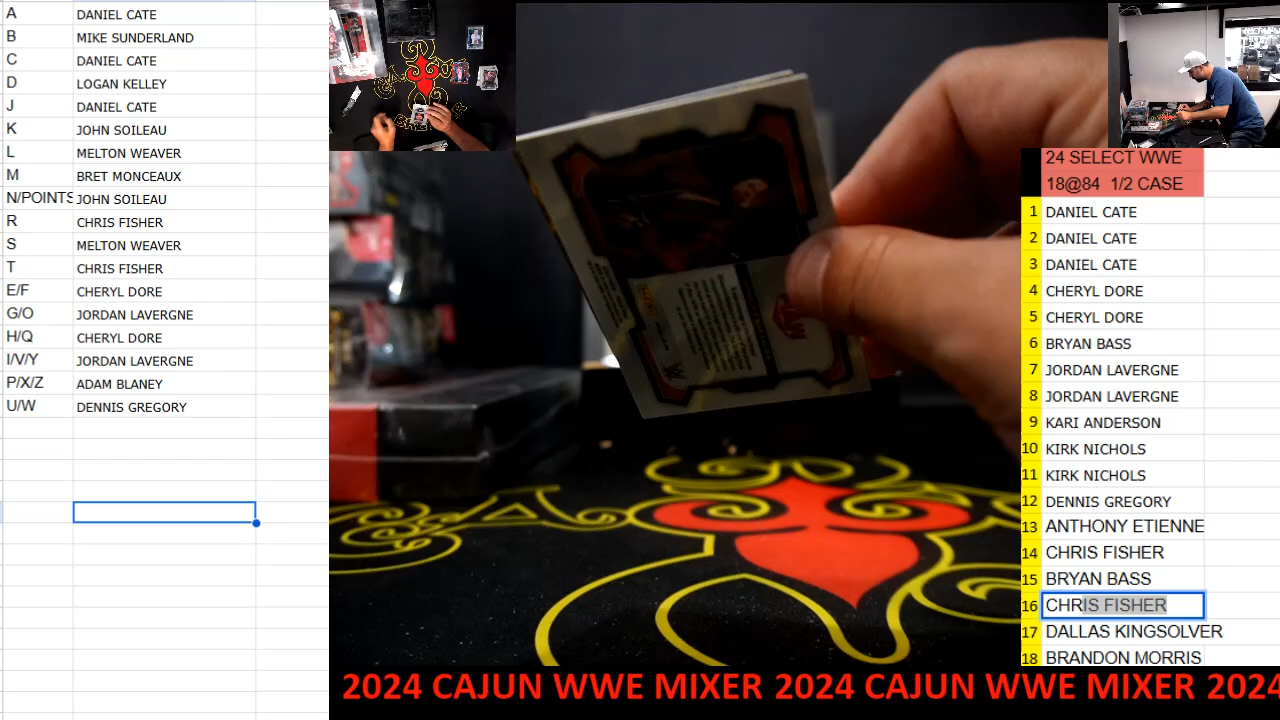 A DANIEL CATE
B MIKE SUNDERLAND
C DANIEL CATE
D LOGAN KELLEY
J DANIEL CATE
K JOHN SOILEAU
L MELTON WEAVER
M BRET MONCEAUX
N/POINTS JOHN SOILEAU
R CHRIS FISHER
S MELTON WEAVER
T CHRIS FISHER
E/F CHERYL DORE
G/O JORDAN LAVERGNE
H/Q CHERYL DORE
I/V/Y JORDAN LAVERGNE
P/X/Z ADAM BLANEY
U/W DENNIS GREGORY
24 SELECT WWE
18@84 1/2 CASE
1 DANIEL CATE
2 DANIEL CATE
3 DANIEL CATE
4 CHERYL DORE
5 CHERYL DORE
6 BRYAN BASS
7 JORDAN LAVERGNE
8 JORDAN LAVERGNE
9 KARI ANDERSON
10 KIRK NICHOLS
11 KIRK NICHOLS
12 DENNIS GREGORY
13 ANTHONY ETIENNE
14 CHRIS FISHER
15 BRYAN BASS
16 CHRIS FISHER
17 DALLAS KINGSOLVER
18 BRANDON MORRIS
2024 CAJUN WWE MIXER 2024 CAJUN WWE MIXER 2024